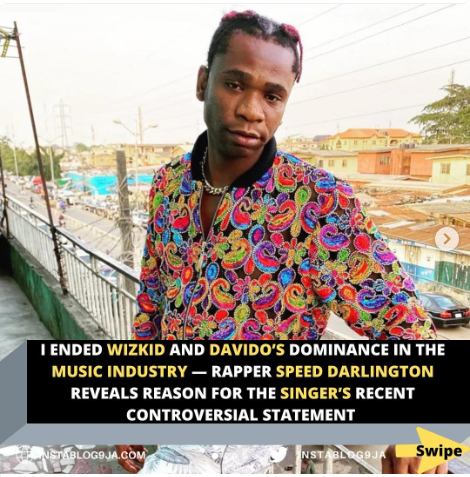 I ENDED WIZKID AND DAVIDO'S DOMINANCE IN THE
MUSIC INDUSTRY — RAPPER SPEED DARLINGTON
REVEALS REASON FOR THE SINGER'S RECENT
CONTROVERSIAL STATEMENT
INSTABLOG9JA.COM
INSTABLOG9JA
Swipe